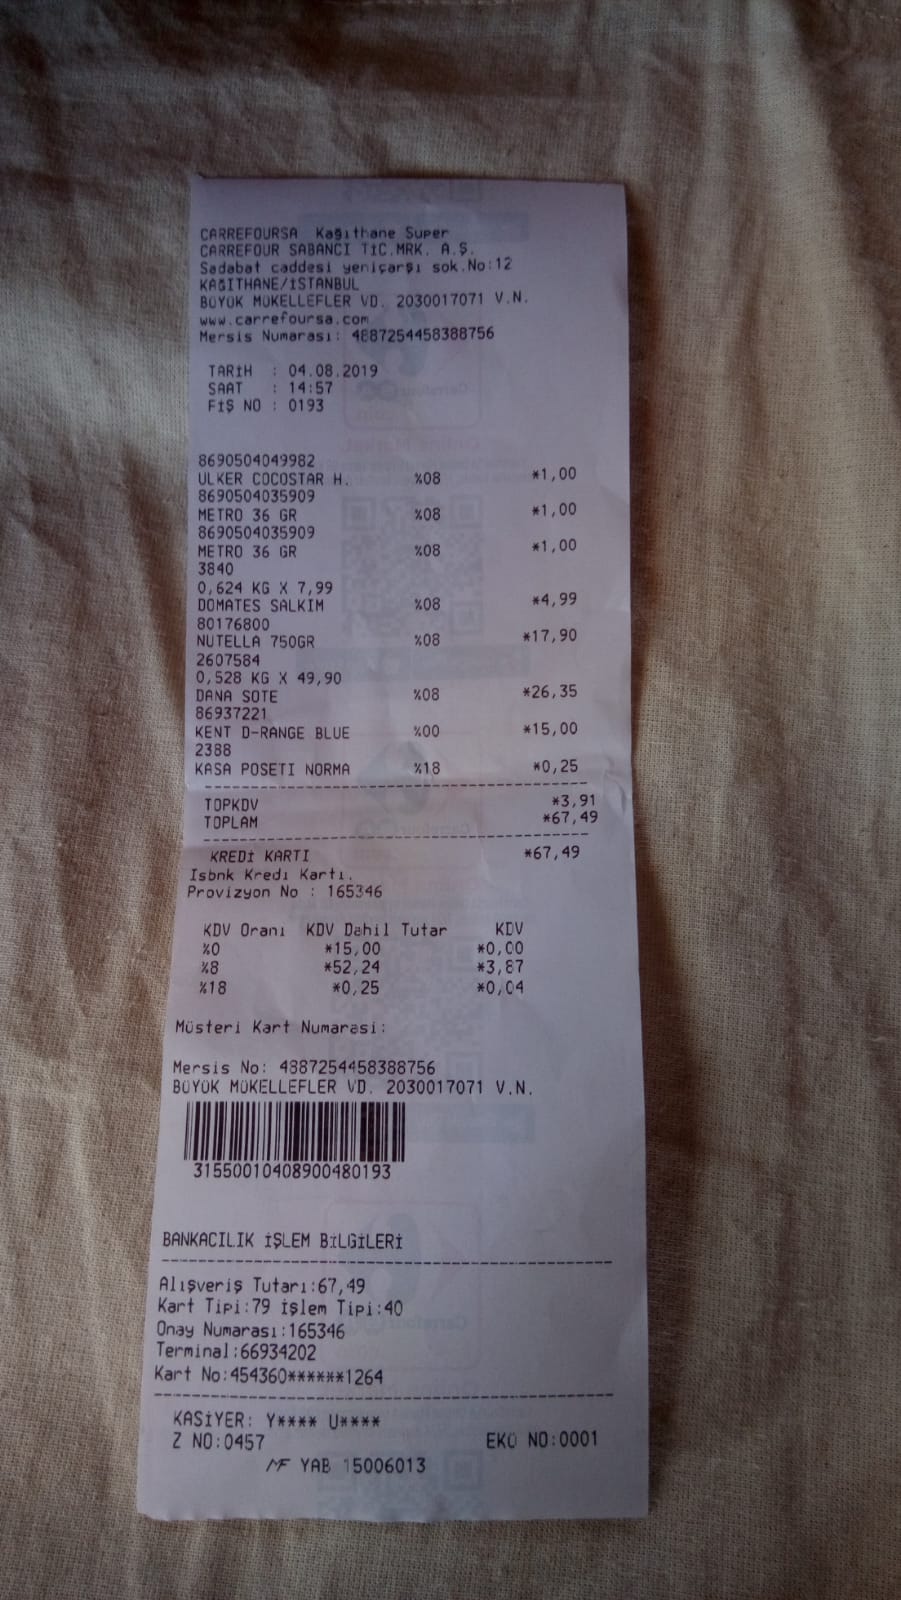 CARREFOURSA Kağıthane Super
CARREFOUR SABANCI TİC.MRK. A.Ş.
Sadabat caddesi yeniçarşı sok.No:12
KAĞITHANE/İSTANBUL
BÜYÜK MÜKELLEFLER VD. 2030017071 V.N.
www.carrefoursa.com
Mersis Numarası: 4887254458388756
TARİH : 04.08.2019
SAAT : 14:57
FİŞ NO : 0193
8690504049982
ULKER COCOSTAR H. %08 *1,00
8690504035909
METRO 36 GR %08 *1,00
8690504035909
METRO 36 GR %08 *1,00
3840
0,624 KG X 7,99
DOMATES SALKIM %08 *4,99
80176800
NUTELLA 750GR %08 *17,90
2607584
0,528 KG X 49,90
DANA SOTE %08 *26,35
86937221
KENT D-RANGE BLUE %00 *15,00
2388
KASA POSETI NORMA %18 *0,25
TOPKDV *3,91
TOPLAM *67,49
KREDİ KARTI *67,49
Isbnk Kredi Kartı.
Provizyon No : 165346
KDV Oranı KDV Dahil Tutar KDV
%0 *15,00 *0,00
%8 *52,24 *3,87
%18 *0,25 *0,04
Müsteri Kart Numarası:
Mersis No: 4887254458388756
BÜYÜK MÜKELLEFLER VD. 2030017071 V.N.
31550010408900480193
BANKACILIK İŞLEM BİLGİLERİ
Alışveriş Tutarı:67,49
Kart Tipi:79 İşlem Tipi:40
Onay Numarası:165346
Terminal:66934202
Kart No:454360******1264
KASİYER: Y**** U****
Z NO:0457 EKÜ NO:0001
MF YAB 15006013